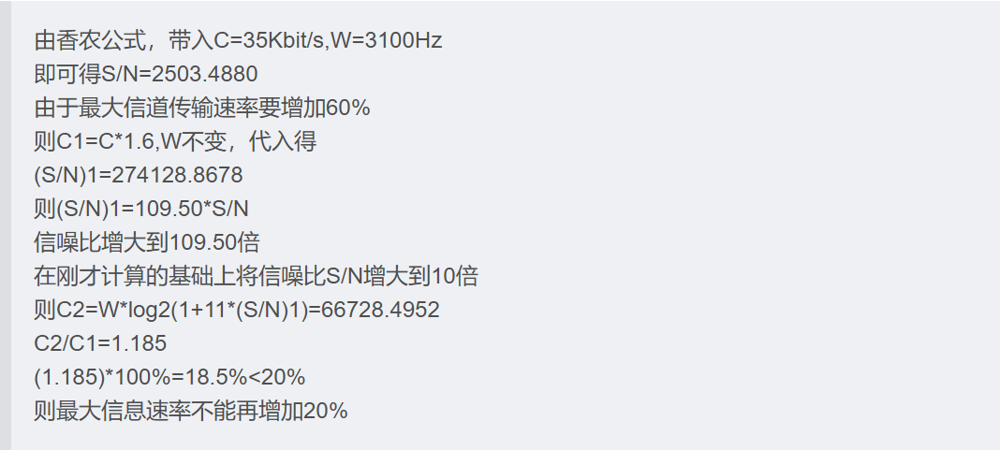 由香农公式，带入C=35Kbit/s,W=3100Hz
即可得S/N=2503.4880
由于最大信道传输速率要增加60%
则C1=C*1.6,W不变，代入得
(S/N)1=274128.8678
则(S/N)1=109.50*S/N
信噪比增大到109.50倍
在刚才计算的基础上将信噪比S/N增大到10倍
则C2=W*log2(1+11*(S/N)1)=66728.4952
C2/C1=1.185
(1.185)*100%=18.5%<20%
则最大信息速率不能再增加20%